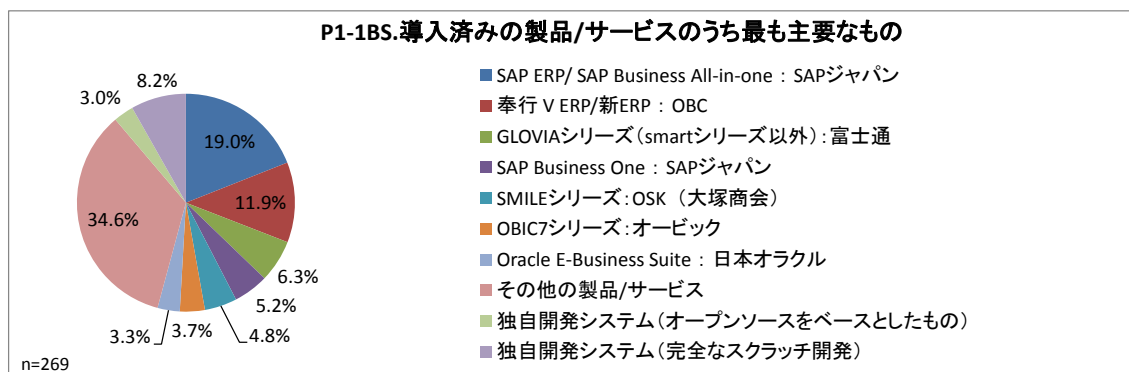 P1-1BS.導入済みの製品/サービスのうち最も主要なもの
SAP ERP/ SAP Business All-in-one : SAPジャパン
奉行 V ERP/新ERP : OBC
GLOVIAシリーズ(smartシリーズ以外):富士通
SAP Business One : SAPジャパン
SMILEシリーズ:OSK (大塚商会)
OBIC7シリーズ:オービック
Oracle E-Business Suite : 日本オラクル
その他の製品/サービス
独自開発システム(オープンソースをベースとしたもの)
独自開発システム(完全なスクラッチ開発)
19.0%
11.9%
6.3%
5.2%
4.8%
3.7%
3.3%
34.6%
3.0%
8.2%
n=269